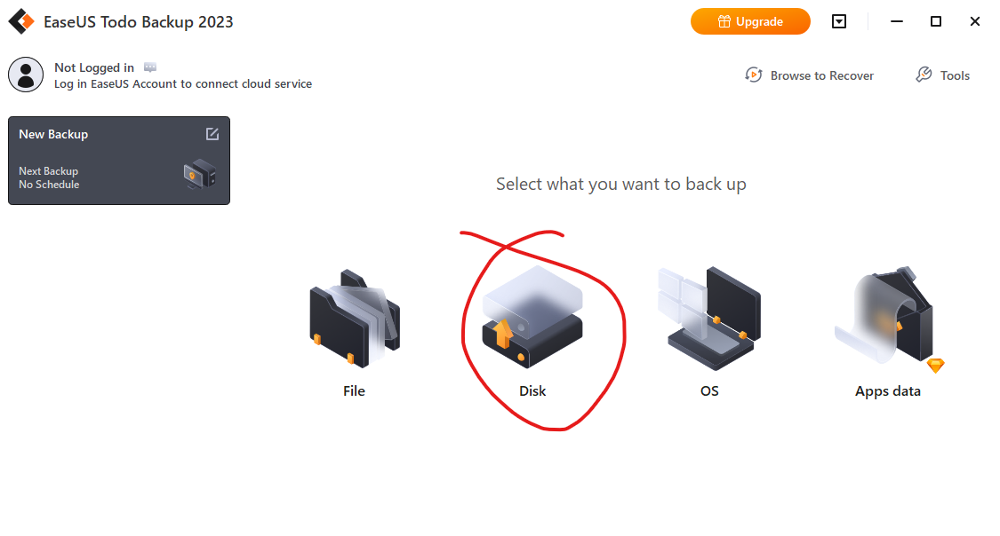 EaseUS Todo Backup 2023
Upgrade
Not Logged in
Log in EaseUS Account to connect cloud service
Browse to Recover
Tools
New Backup
Next Backup
No Schedule
Select what you want to back up
File
Disk
OS
Apps data